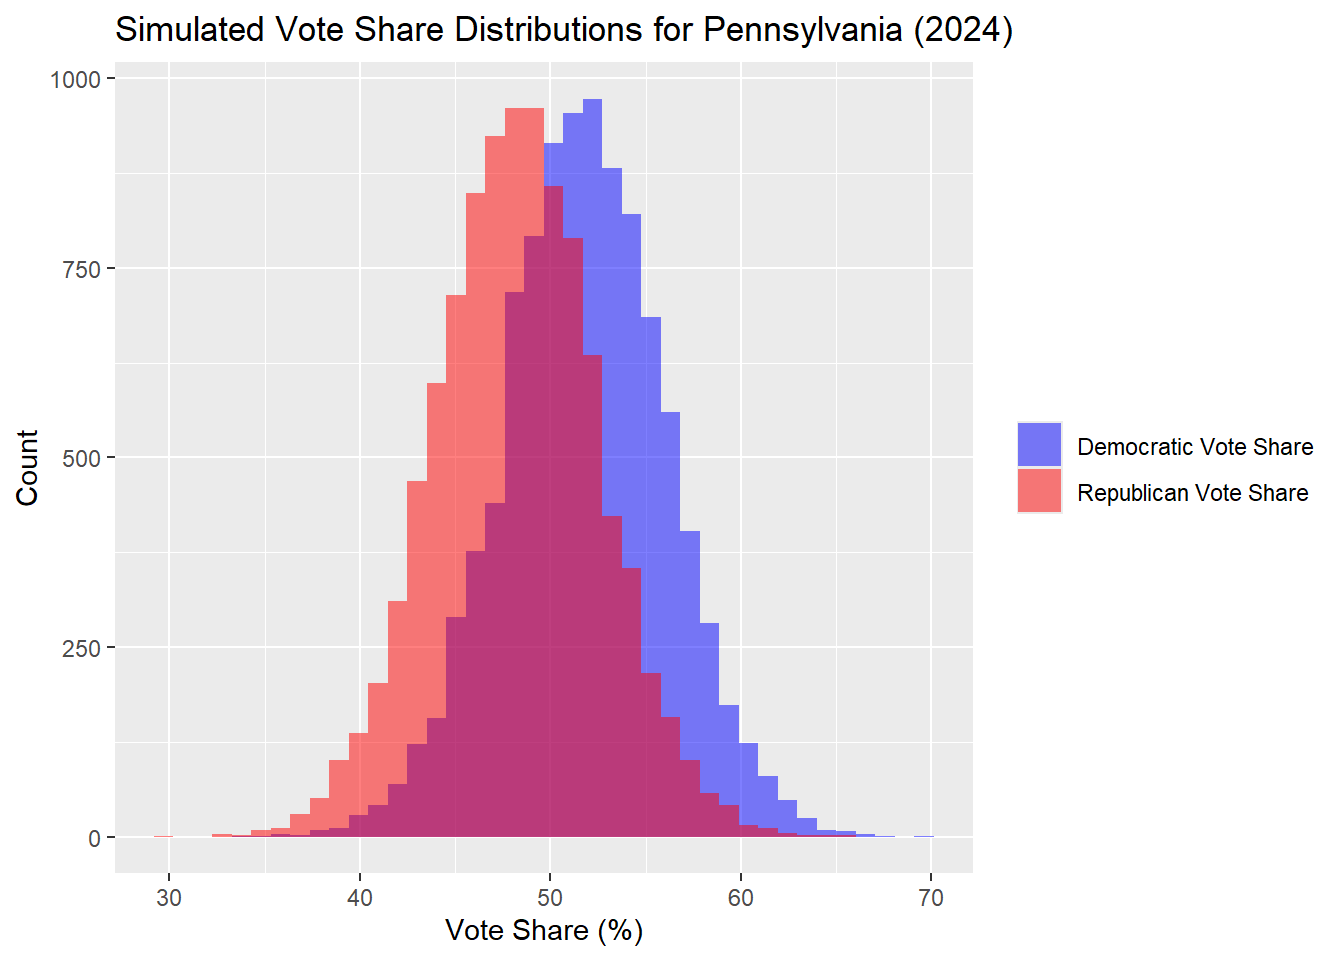 Simulated Vote Share Distributions for Pennsylvania (2024)
1000
750
500
250
0
Count
30 40 50 60 70
Vote Share (%)
Democratic Vote Share
Republican Vote Share